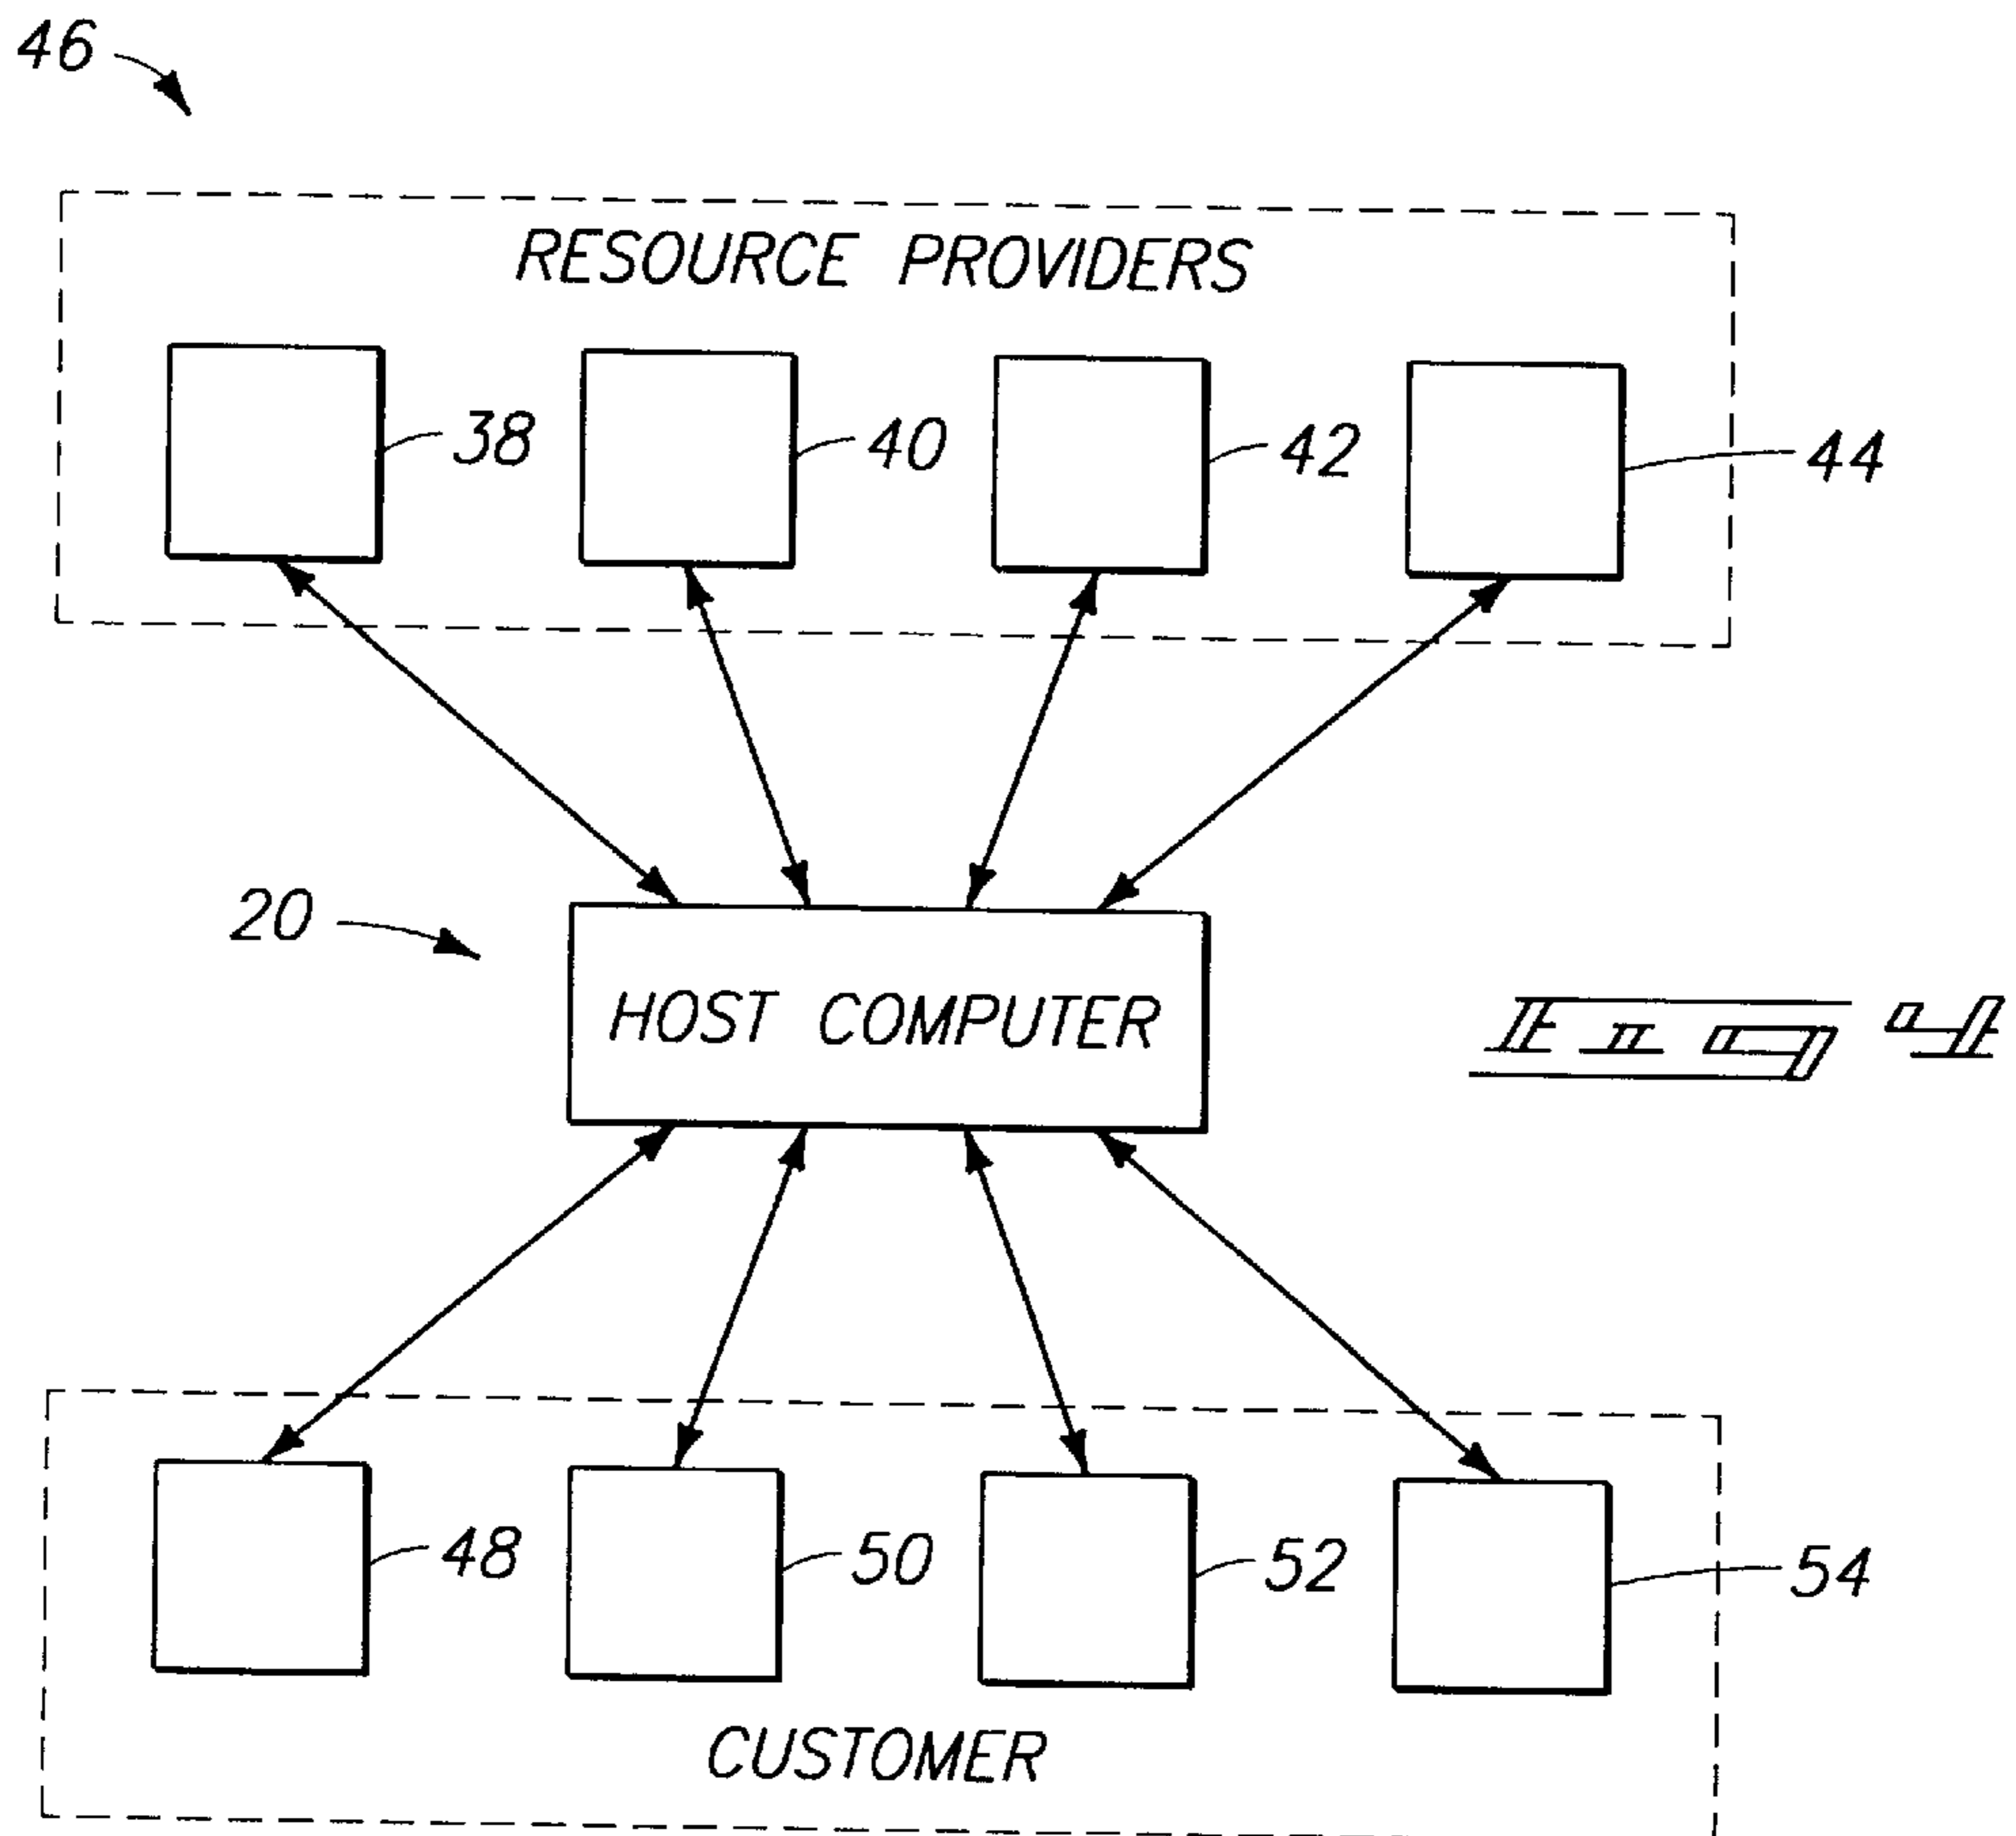 46
RESOURCE PROVIDERS
38
40
42
44
20
HOST COMPUTER
Fig 4
48
50
52
54
CUSTOMER